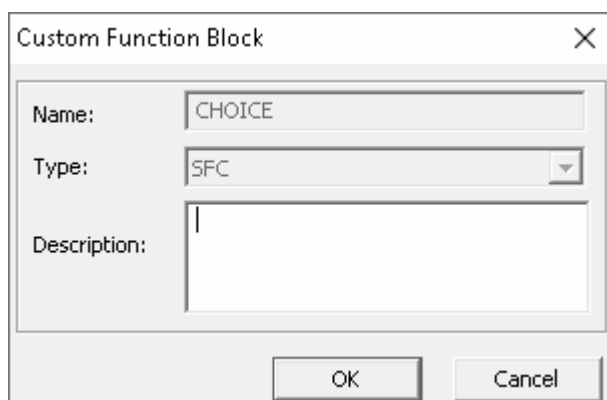 Custom Function Block
Name:
CHOICE
Type:
SFC
Description:
OK
Cancel